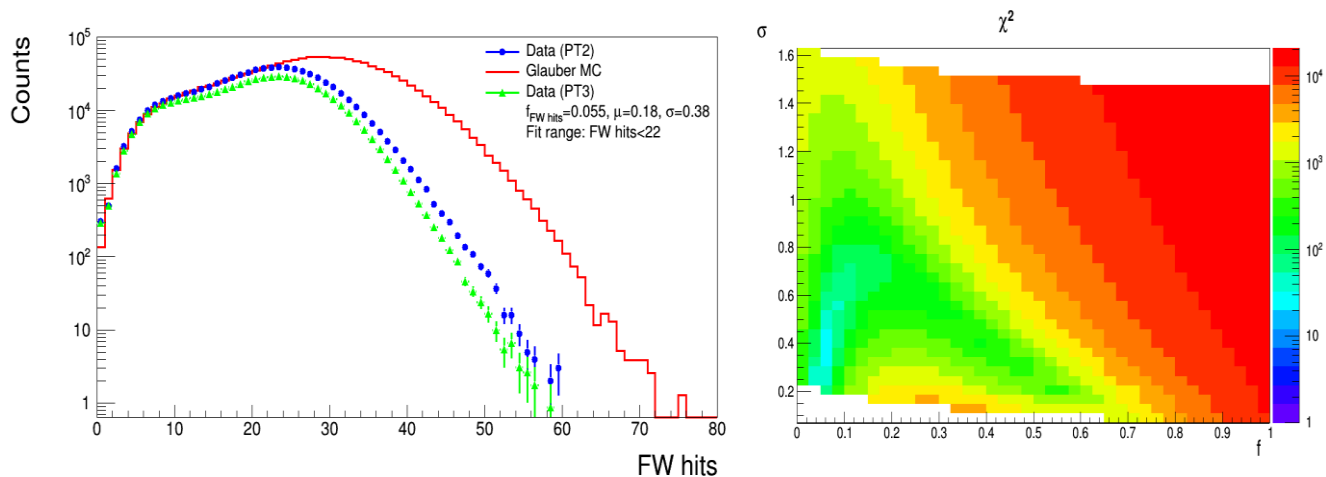 Counts
10^5
10^4
10^3
10^2
10
1
0 10 20 30 40 50 60 70 80
FW hits
Data (PT2)
Glauber MC
Data (PT3)
f_FW hits=0.055, μ=0.18, σ=0.38
Fit range: FW hits<22
χ^2
σ
1.6
1.4
1.2
1
0.8
0.6
0.4
0.2
0 0.1 0.2 0.3 0.4 0.5 0.6 0.7 0.8 0.9 1
f
10^4
10^3
10^2
10
1